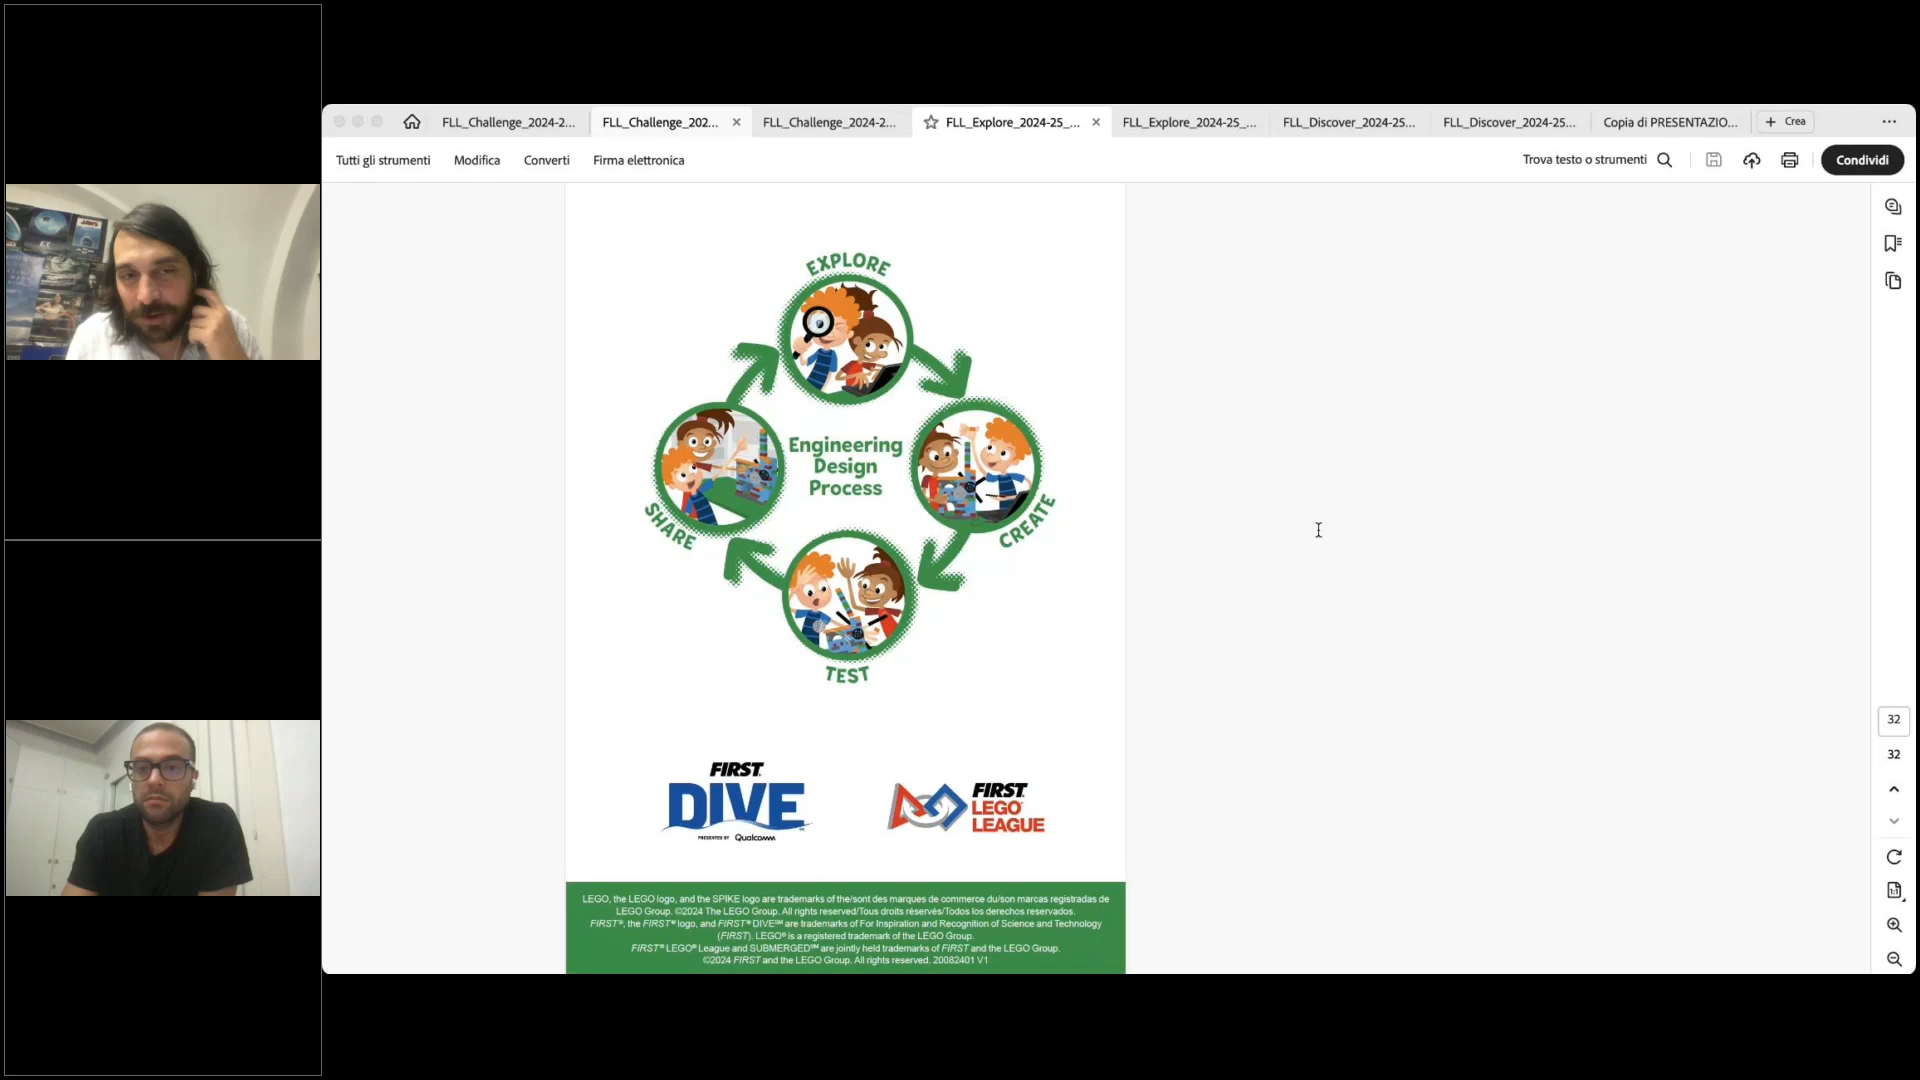 FLL_Challenge_2024-2...
FLL_Challenge_202...
FLL_Challenge_2024-2...
FLL_Explore_2024-25_...
FLL_Explore_2024-25_...
FLL_Discover_2024-25...
FLL_Discover_2024-25...
Copia di PRESENTAZIO...
Crea
Tutti gli strumenti
Modifica
Converti
Firma elettronica
Trova testo o strumenti
Condividi
EXPLORE
Engineering
Design
Process
SHARE
CREATE
TEST
FIRST
DIVE
PRESENTED BY Qualcomm
FIRST
LEGO
LEAGUE
LEGO, the LEGO logo, and the SPIKE logo are trademarks of the/sont des marques de commerce du/son marcas registradas de
LEGO Group. ©2024 The LEGO Group. All rights reserved/Tous droits réservés/Todos los derechos reservados.
FIRST®, the FIRST® logo, and FIRST® DIVE℠ are trademarks of For Inspiration and Recognition of Science and Technology
(FIRST). LEGO® is a registered trademark of the LEGO Group.
FIRST® LEGO® League and SUBMERGED℠ are jointly held trademarks of FIRST and the LEGO Group.
©2024 FIRST and the LEGO Group. All rights reserved. 20082401 V1
32
32